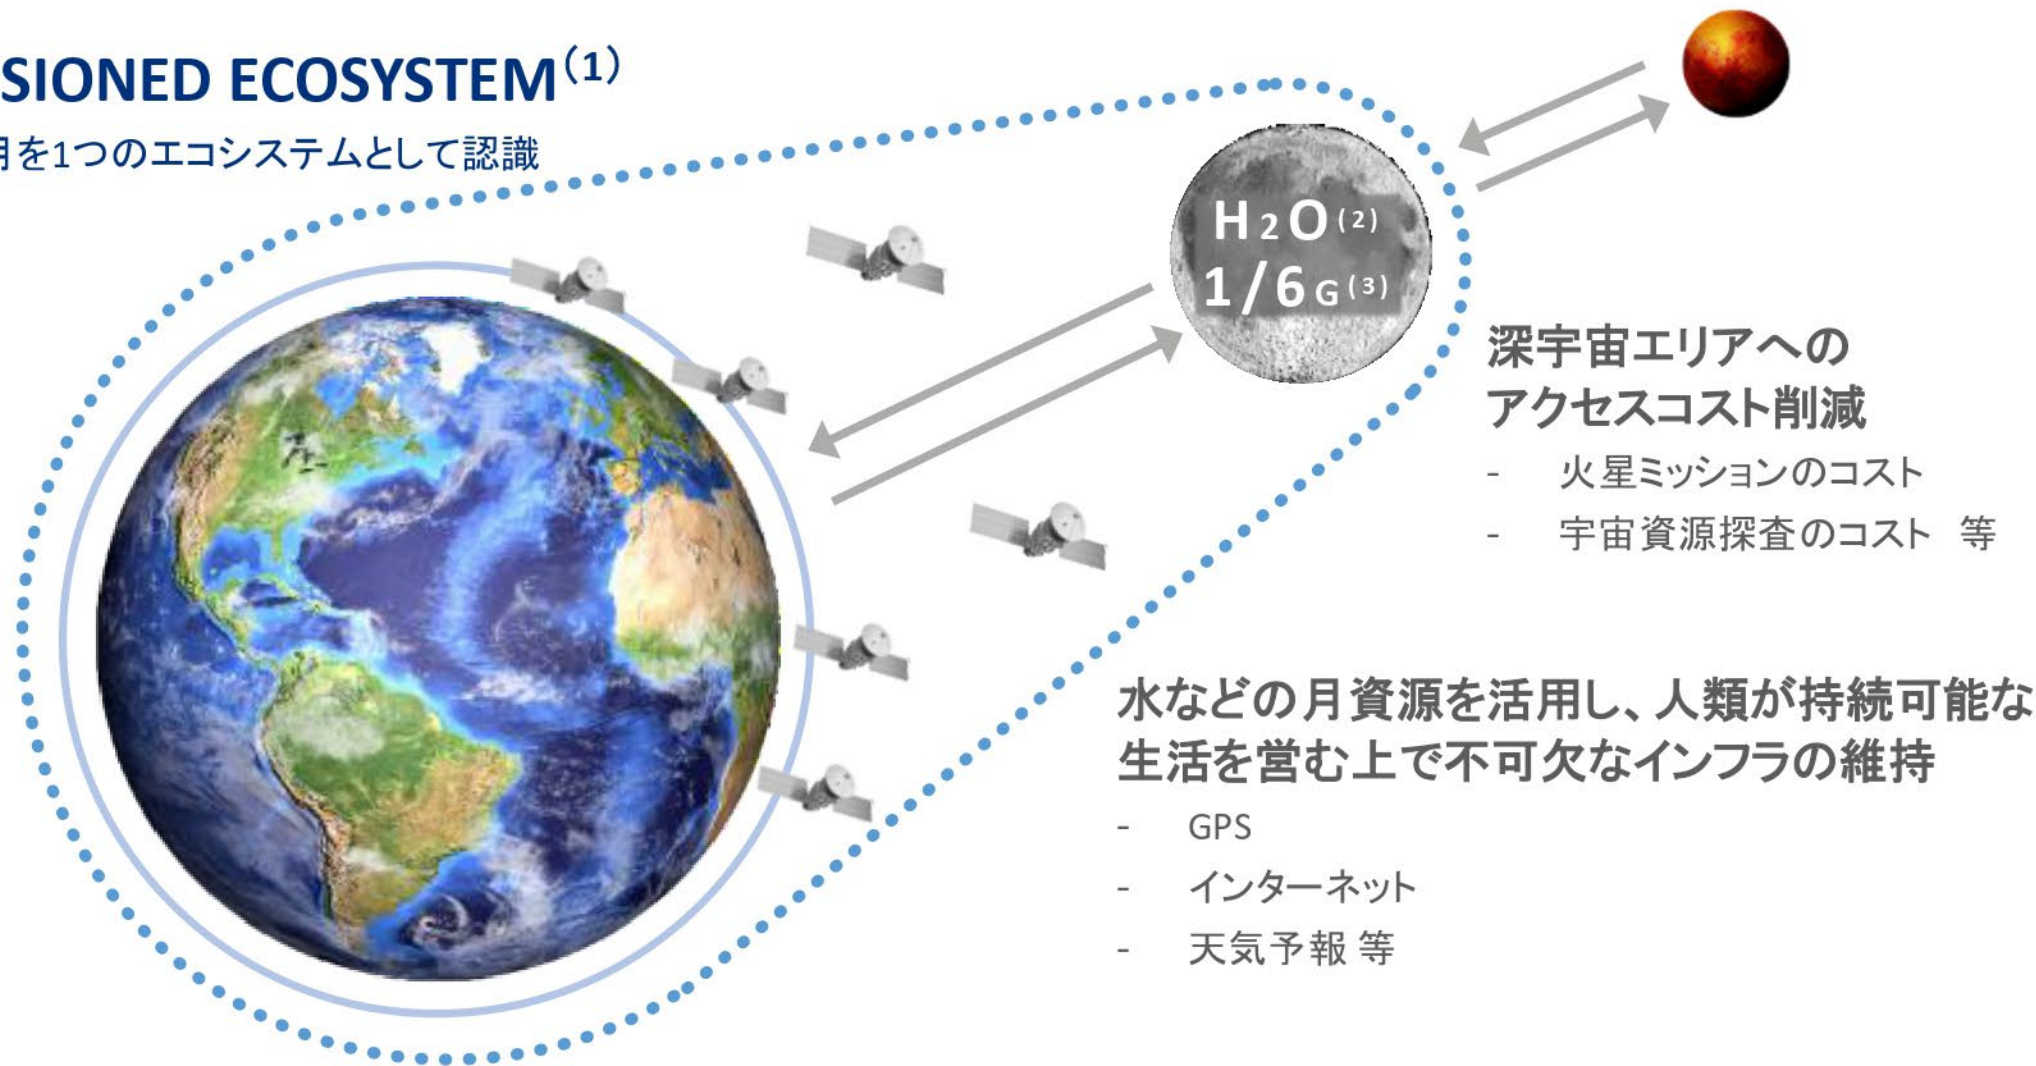 SIONED ECOSYSTEM(1)
月を1つのエコシステムとして認識
H2O(2)
1/6G(3)
深宇宙エリアへの
アクセスコスト削減
- 火星ミッションのコスト
- 宇宙資源探査のコスト 等
水などの月資源を活用し、人類が持続可能な
生活を営む上で不可欠なインフラの維持
- GPS
- インターネット
- 天気予報 等